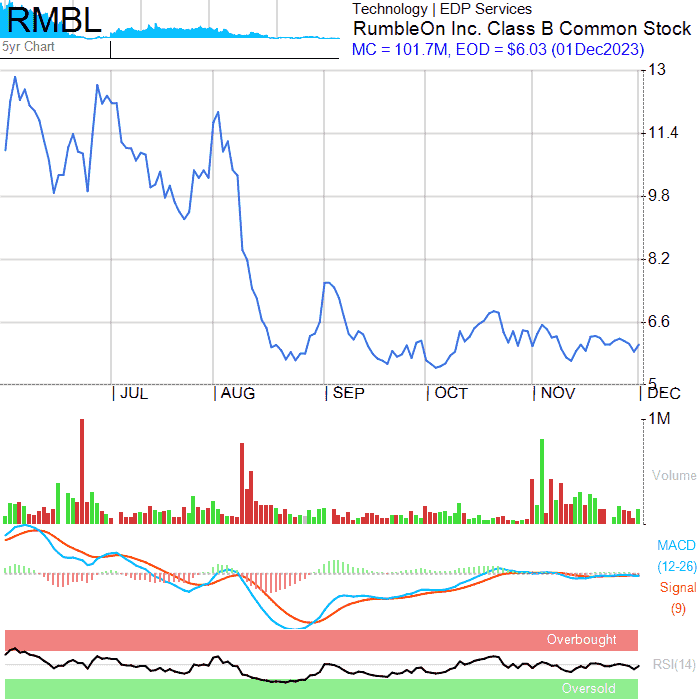 RMBL
5yr Chart
Technology | EDP Services
RumbleOn Inc. Class B Common Stock
MC = 101.7M, EOD = $6.03 (01Dec2023)
13
11.4
9.8
8.2
6.6
5
JUL
AUG
SEP
OCT
NOV
DEC
1M
Volume
MACD
(12-26)
Signal
(9)
Overbought
RSI(14)
Oversold